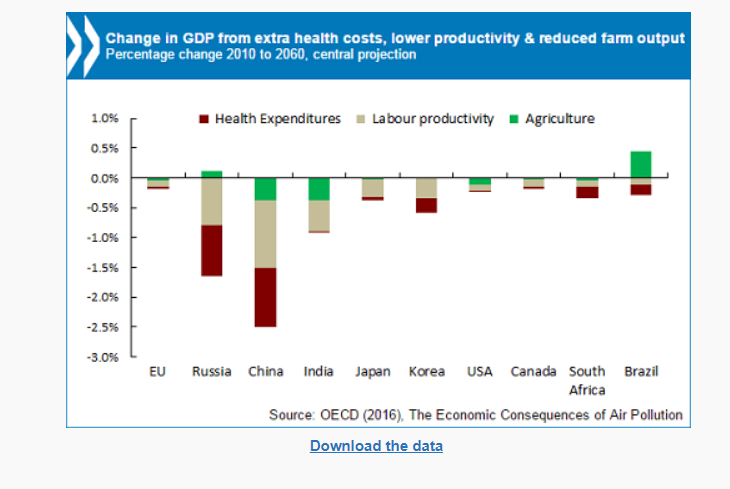 Change in GDP from extra health costs, lower productivity & reduced farm output
Percentage change 2010 to 2060, central projection
Health Expenditures Labour productivity Agriculture
1.0%
0.5%
0.0%
-0.5%
-1.0%
-1.5%
-2.0%
-2.5%
-3.0%
EU Russia China India Japan Korea USA Canada South Africa Brazil
Source: OECD (2016), The Economic Consequences of Air Pollution
Download the data